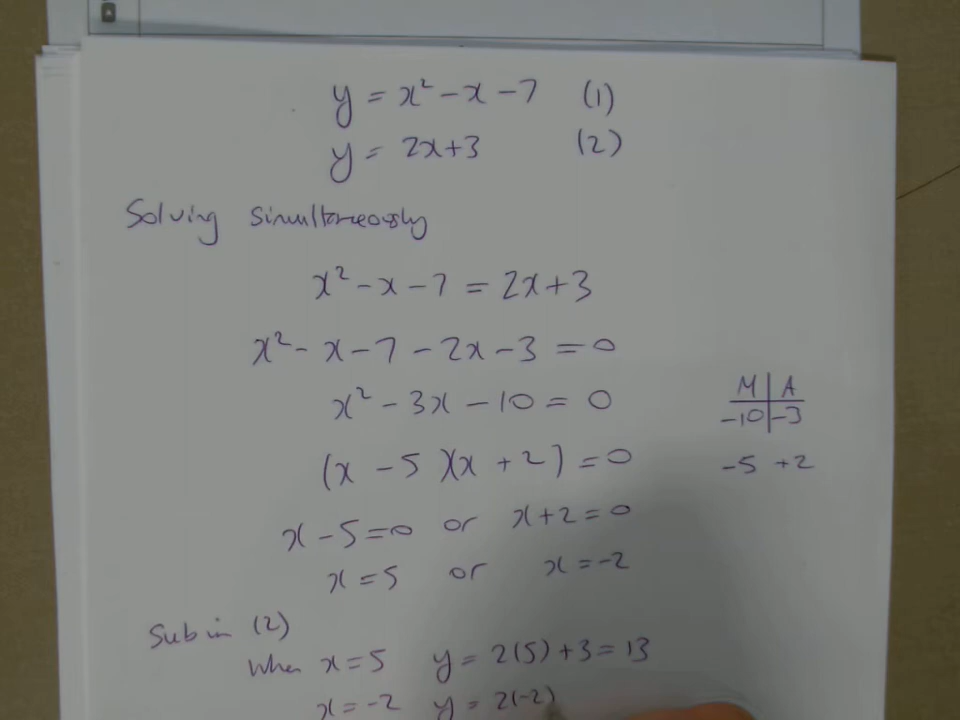 y = x² - x - 7 (1)
y = 2x+3 (2)
Solving simultaneously
x² - x - 7 = 2x + 3
x² - x - 7 - 2x - 3 = 0
x² - 3x - 10 = 0
M | A
-10 | -3
(x - 5)(x + 2) = 0
-5 +2
x - 5 = 0 or x + 2 = 0
x = 5 or x = -2
Sub in (2)
When x = 5 y = 2(5) + 3 = 13
x = -2 y = 2(-2)